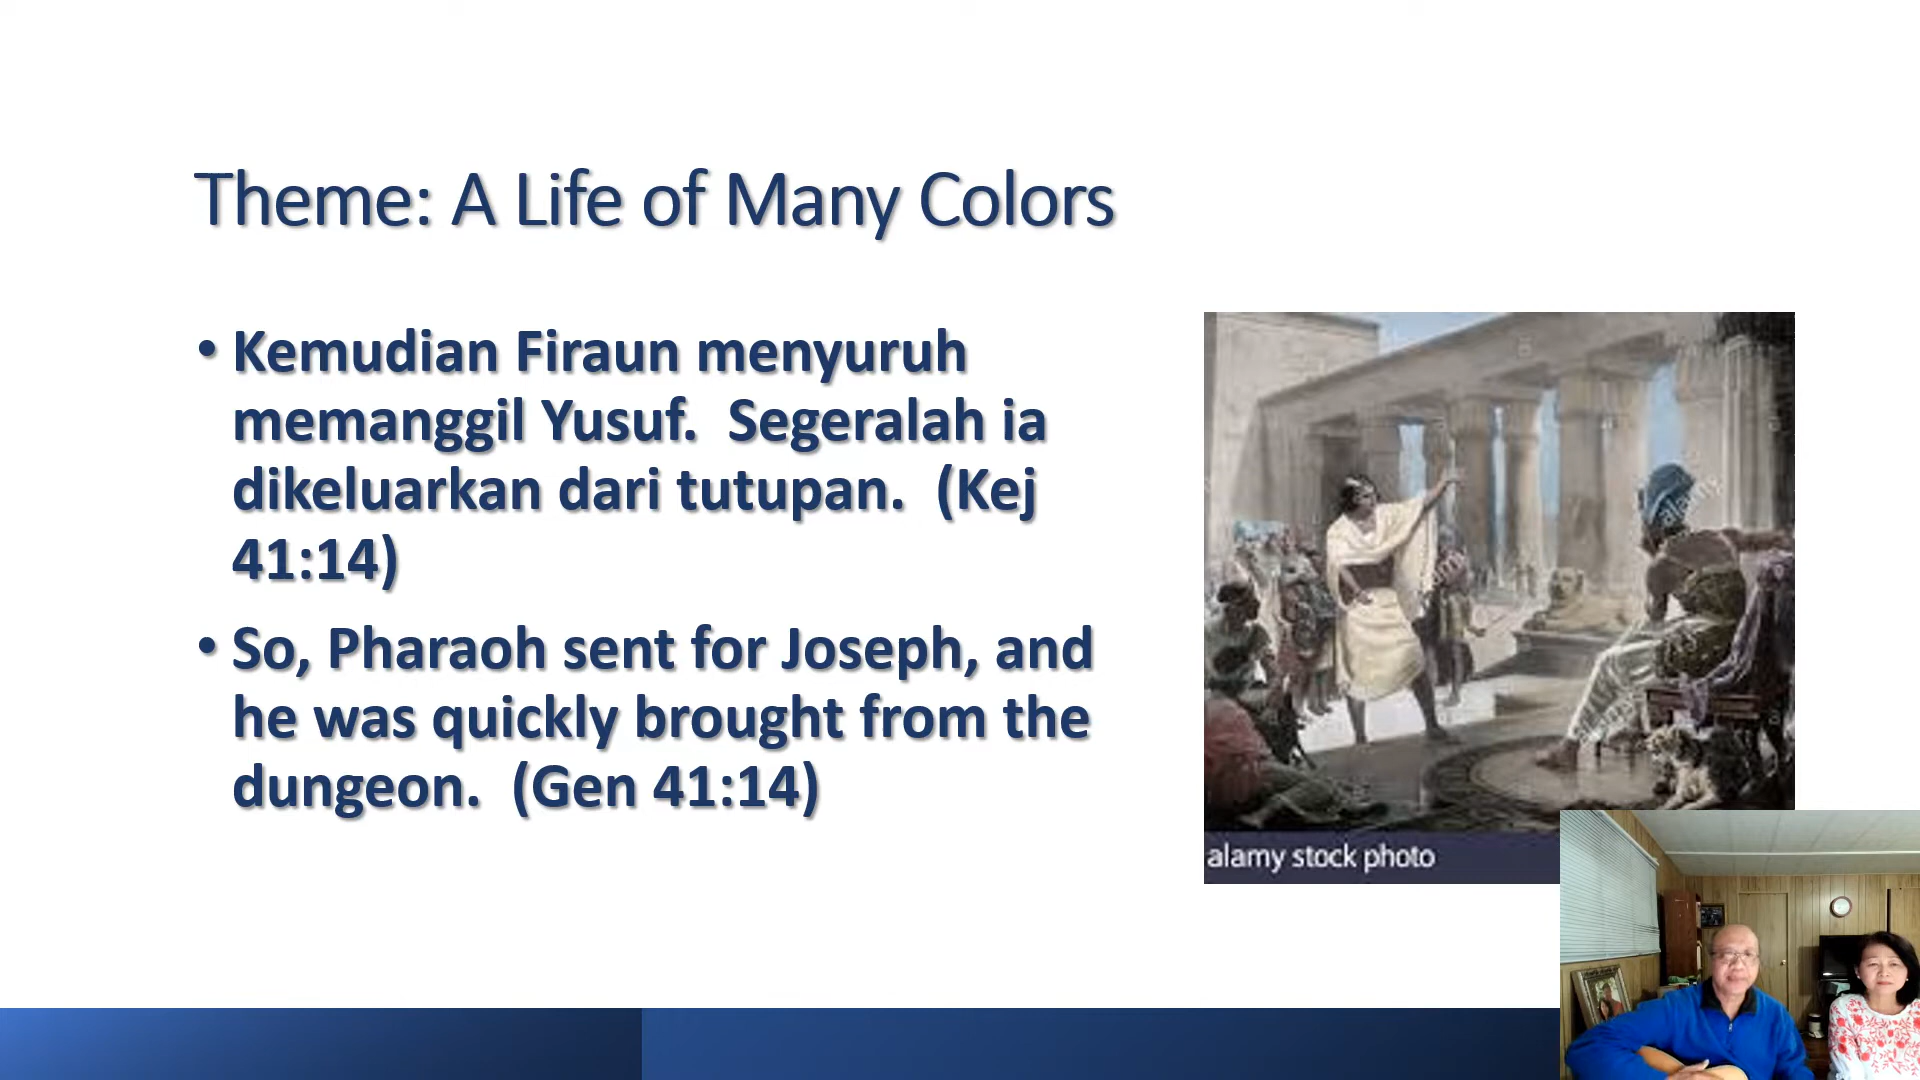 Theme: A Life of Many Colors
• Kemudian Firaun menyuruh
memanggil Yusuf.  Segeralah ia
dikeluarkan dari tutupan.  (Kej
41:14)
• So, Pharaoh sent for Joseph, and
he was quickly brought from the
dungeon.  (Gen 41:14)
alamy stock photo